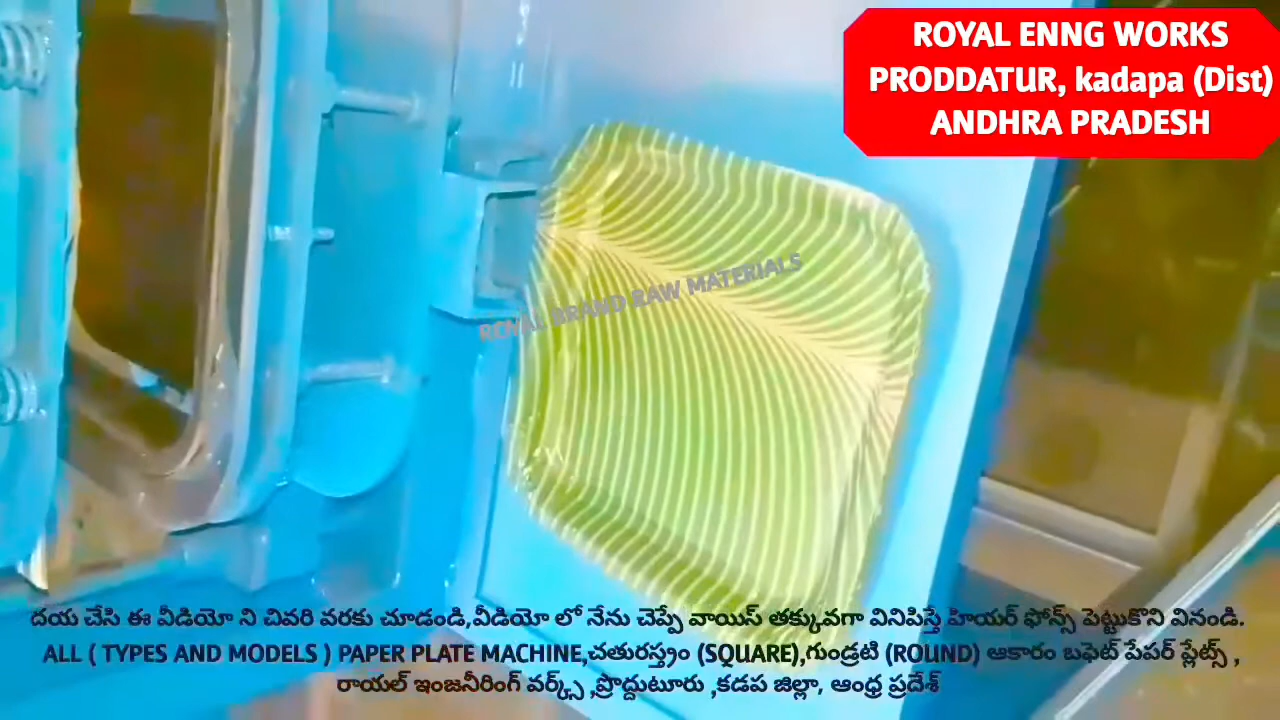 ROYAL ENNG WORKS
PRODDATUR, kadapa (Dist)
ANDHRA PRADESH
ROYAL BRAND RAW MATERIALS
దయ చేసి ఈ వీడియో ని చివరి వరకు చూడండి,వీడియో లో నేను చెప్పే వాయిస్ తక్కువగా వినిపిస్తే హియర్ ఫోన్స్ పెట్టుకొని వినండి.
ALL ( TYPES AND MODELS ) PAPER PLATE MACHINE,చతురస్త్రం (SQUARE),గుండ్రటి (ROUND) ఆకారం బఫెట్ పేపర్ ప్లేట్స్ ,
రాయల్ ఇంజనీరింగ్ వర్క్స్ ,ప్రొద్దుటూరు ,కడప జిల్లా, ఆంధ్ర ప్రదేశ్